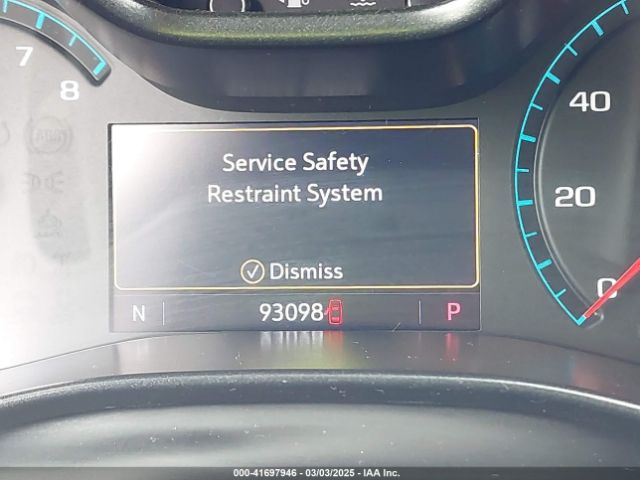 7
8
40
20
0
Service Safety
Restraint System
Dismiss
N 93098 P
000-41697946 - 03/03/2025 - IAA Inc.